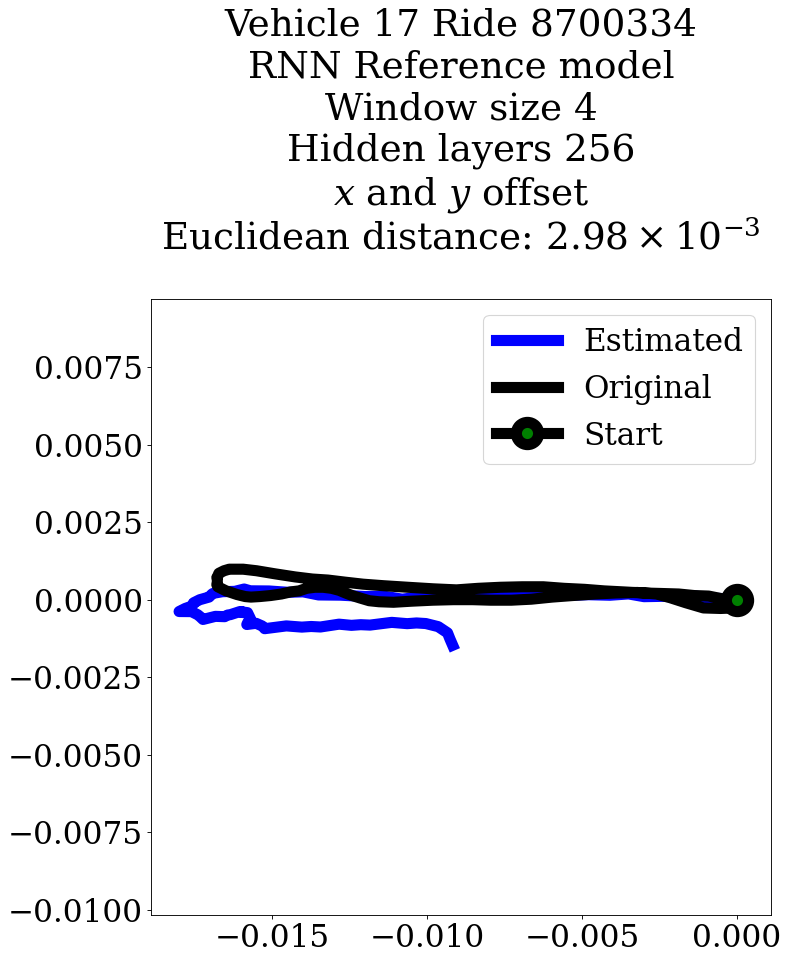 Vehicle 17 Ride 8700334
RNN Reference model
Window size 4
Hidden layers 256
x and y offset
Euclidean distance: 2.98 × 10⁻³
Estimated
Original
Start
0.0075
0.0050
0.0025
0.0000
−0.0025
−0.0050
−0.0075
−0.0100
−0.015 −0.010 −0.005 0.000